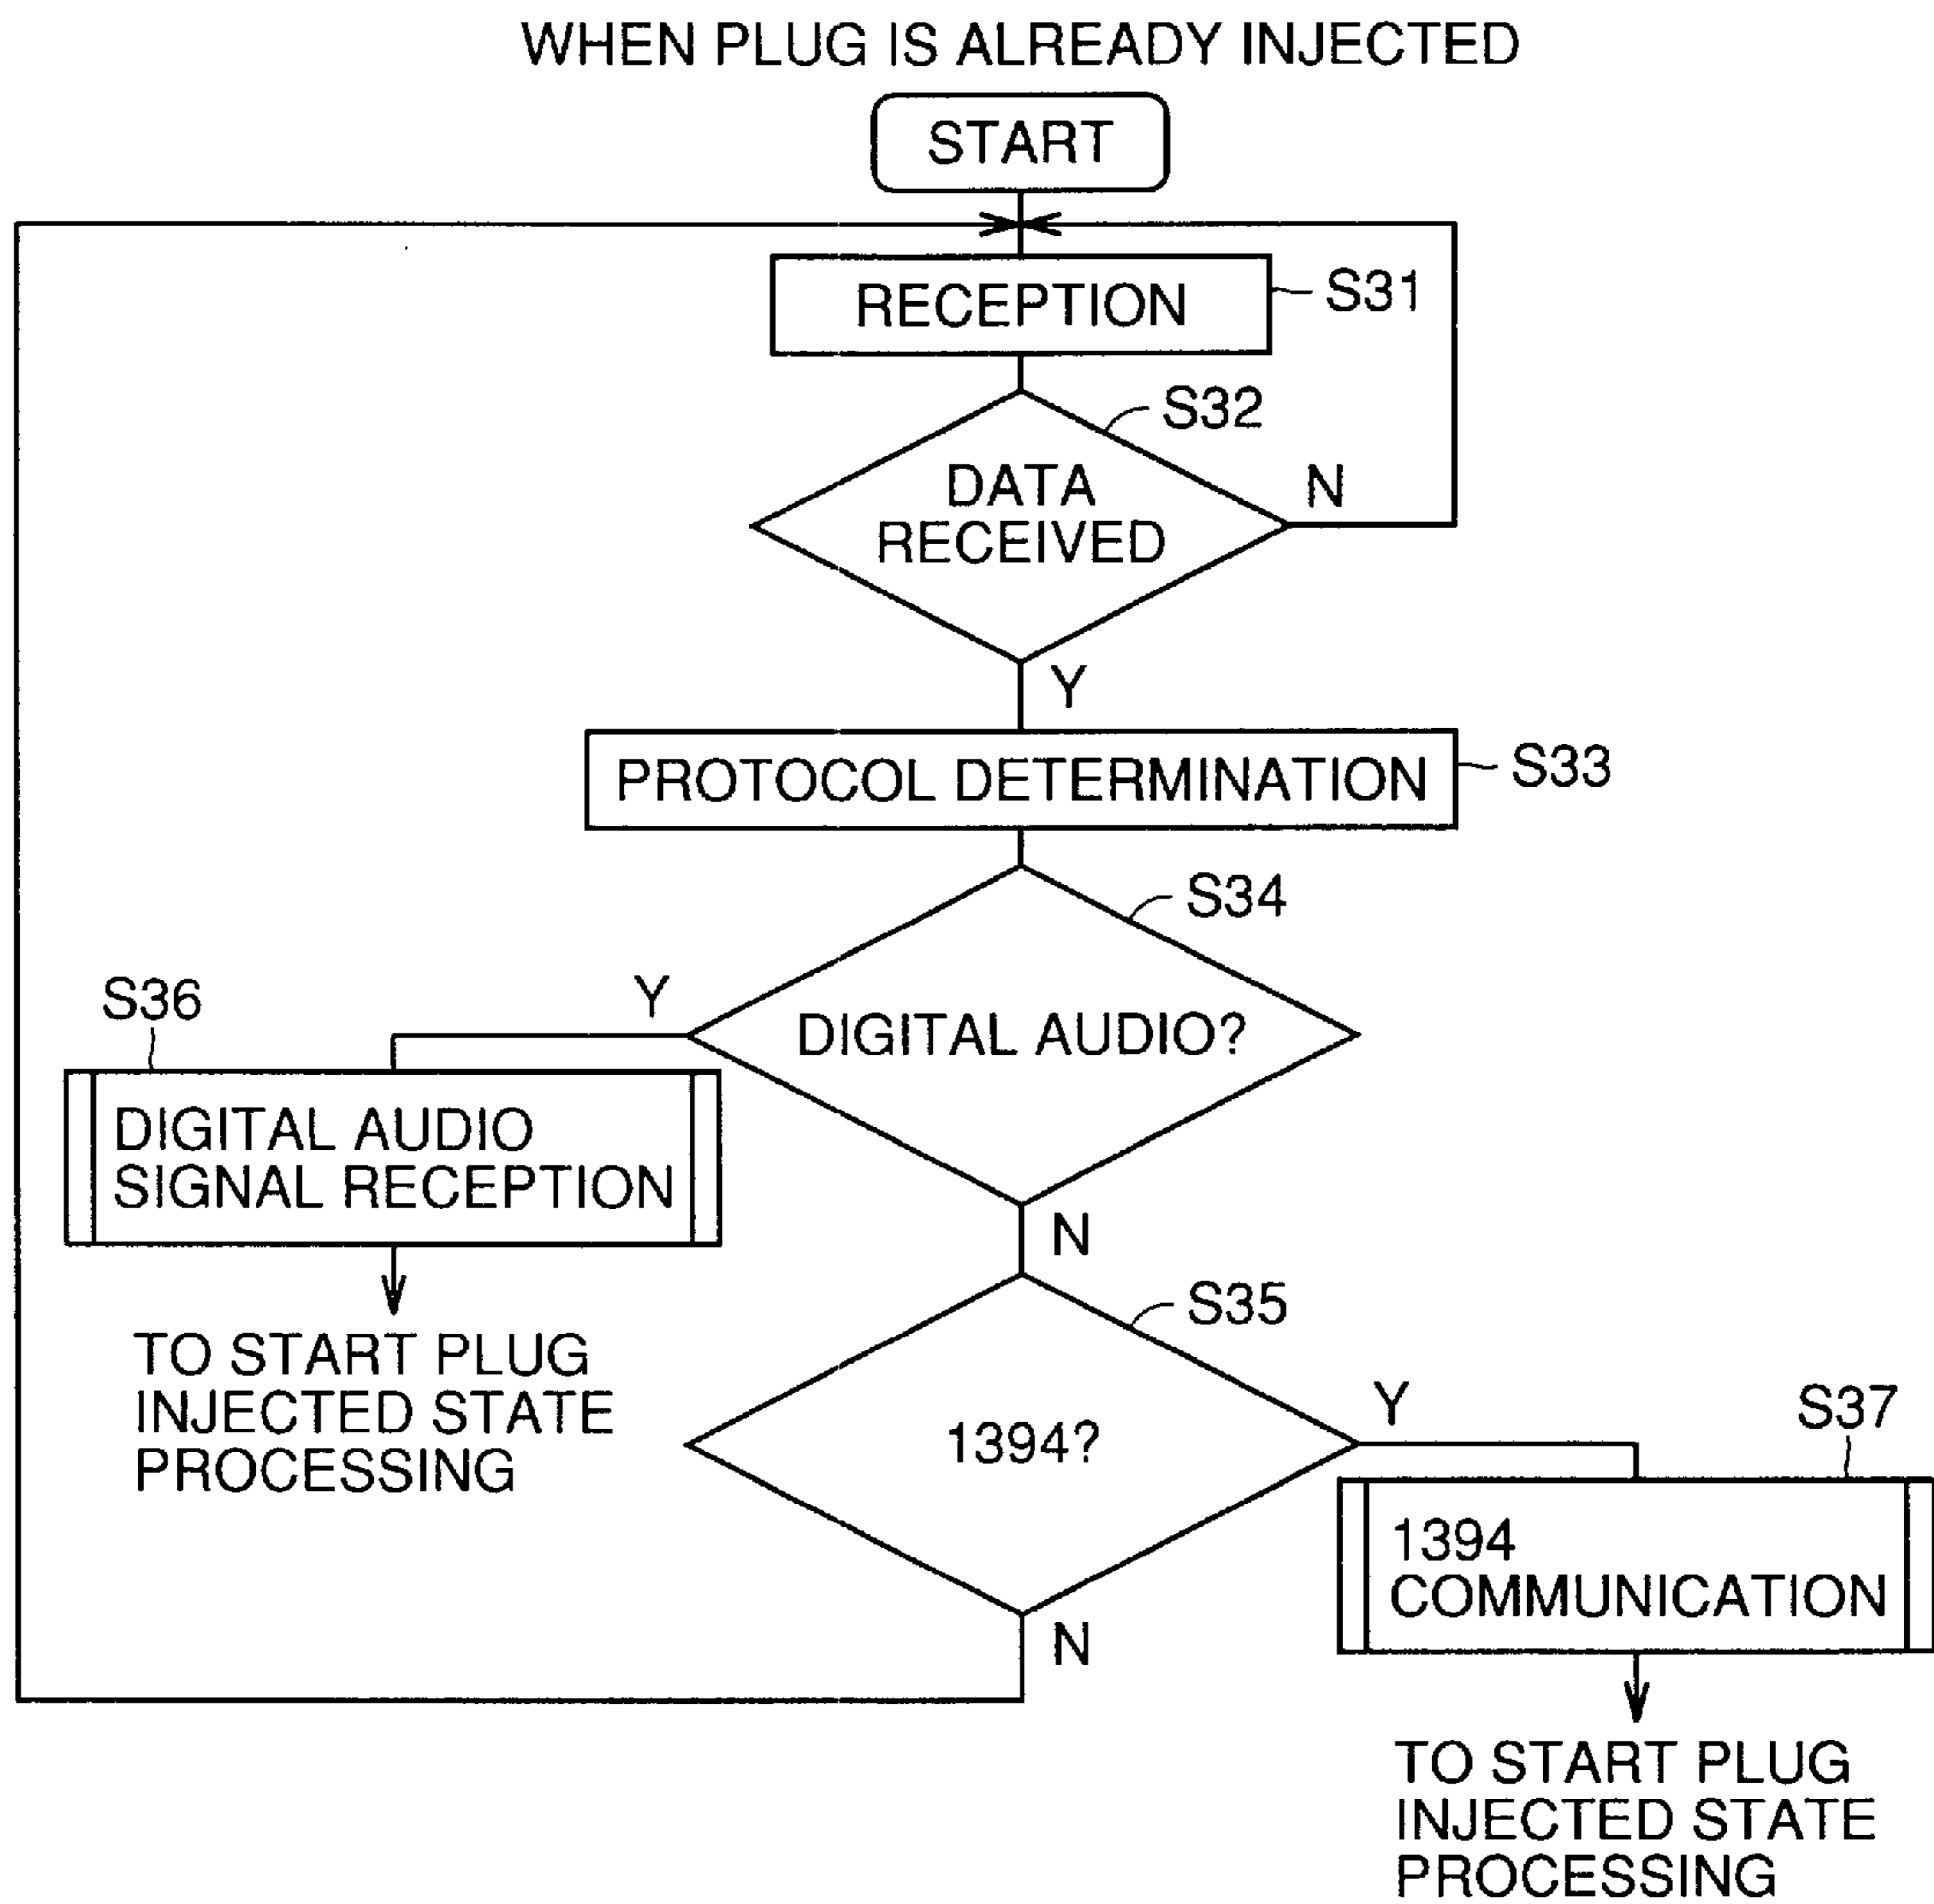 WHEN PLUG IS ALREADY INJECTED
START
RECEPTION
S31
S32
DATA
RECEIVED
N
Y
PROTOCOL DETERMINATION
S33
S34
DIGITAL AUDIO?
Y
S36
DIGITAL AUDIO
SIGNAL RECEPTION
TO START PLUG
INJECTED STATE
PROCESSING
N
S35
1394?
Y
S37
1394
COMMUNICATION
TO START PLUG
INJECTED STATE
PROCESSING
N